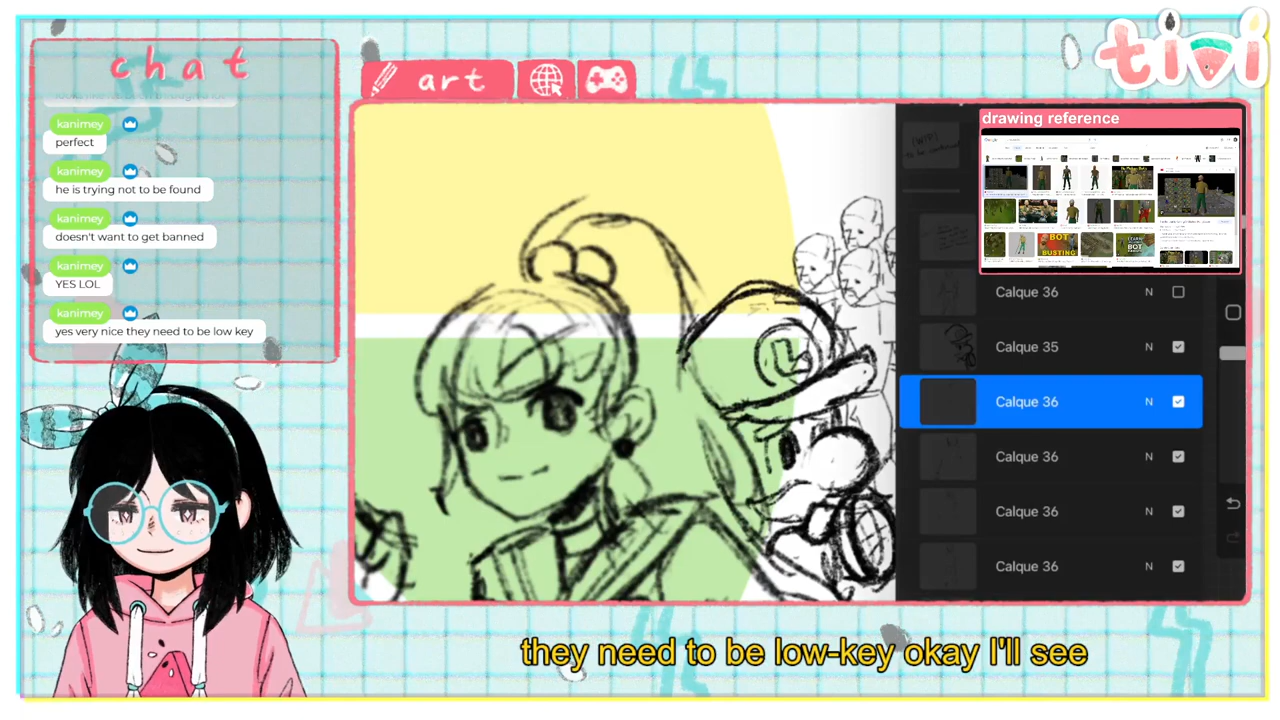 chat
kanimey
perfect
kanimey
he is trying not to be found
kanimey
doesn't want to get banned
kanimey
YES LOL
kanimey
yes very nice they need to be low key
art
tivi
drawing reference
BOT
BUSTING
BOT
Calque 36 N
Calque 35 N
Calque 36 N
Calque 36 N
Calque 36 N
Calque 36 N
L
they need to be low-key okay I'll see